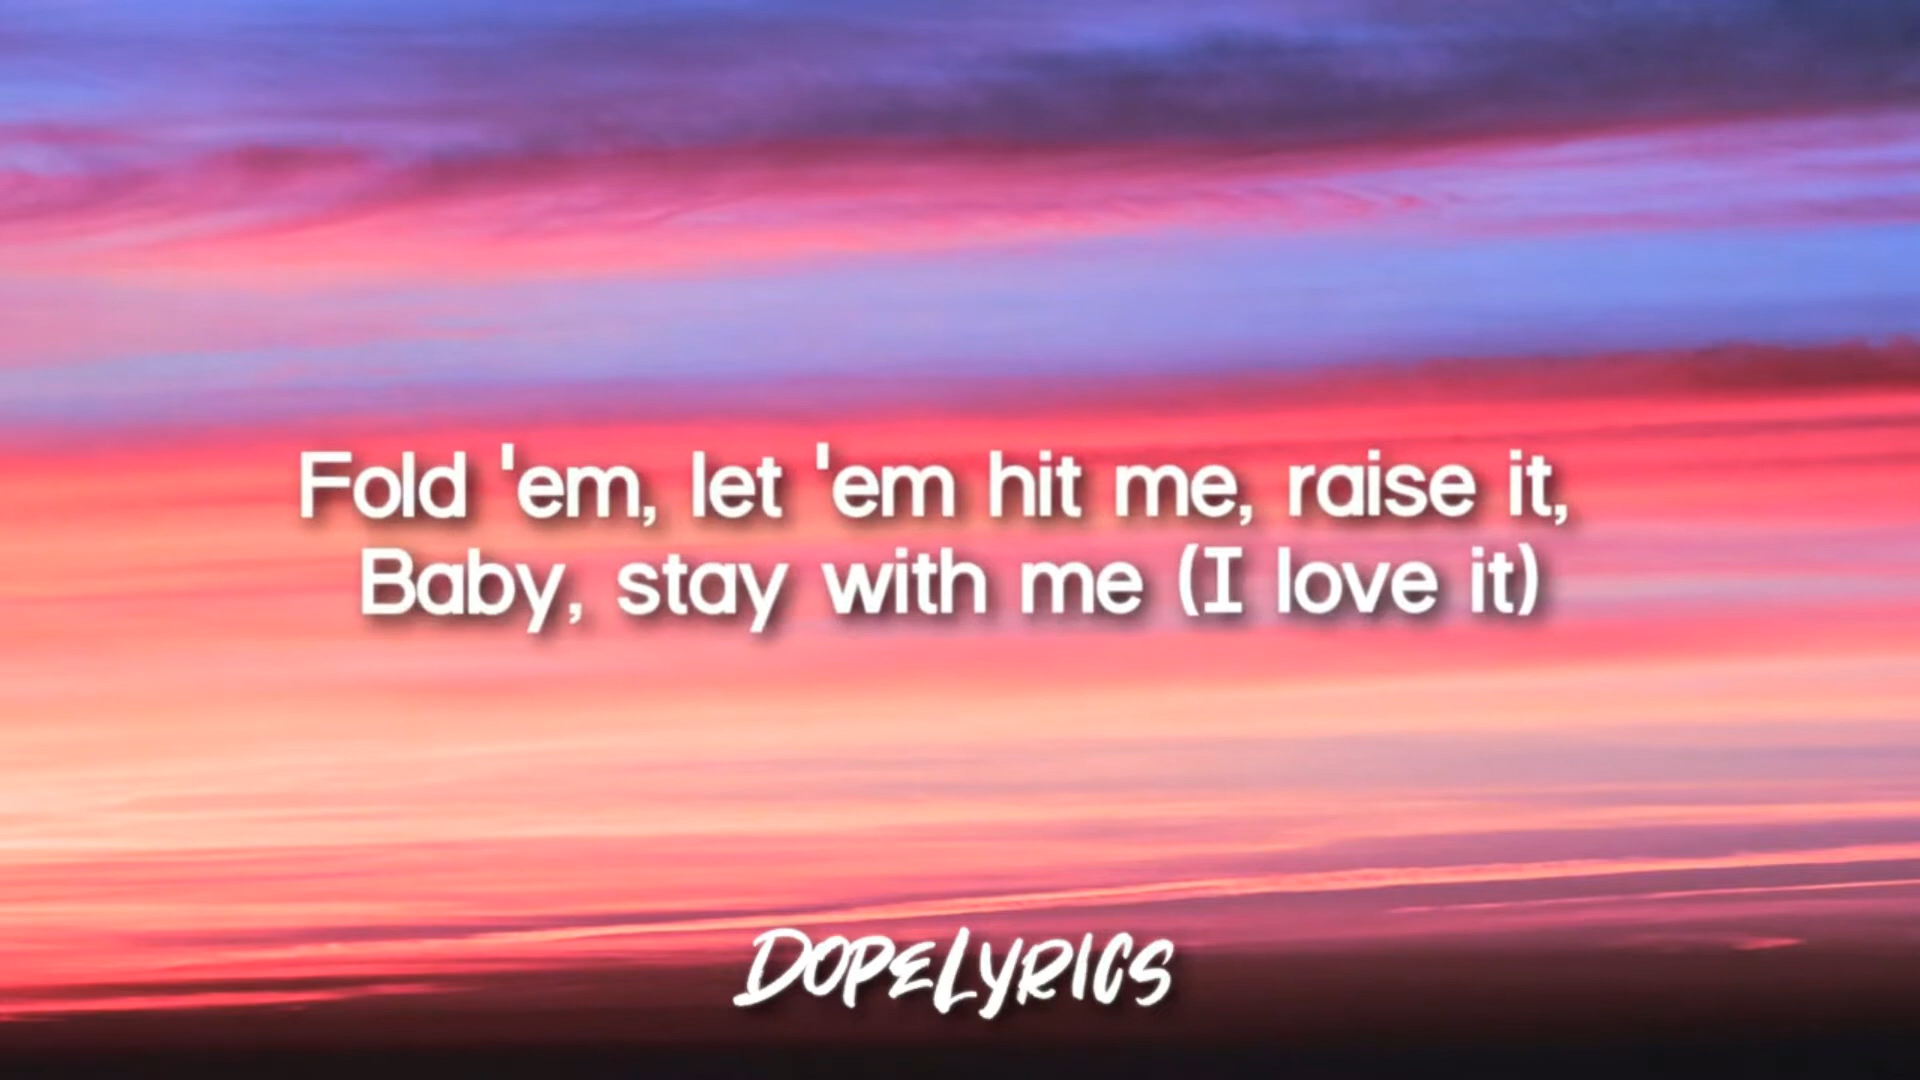 Fold 'em, let 'em hit me, raise it,
Baby, stay with me (I love it)
DOPELYRICS